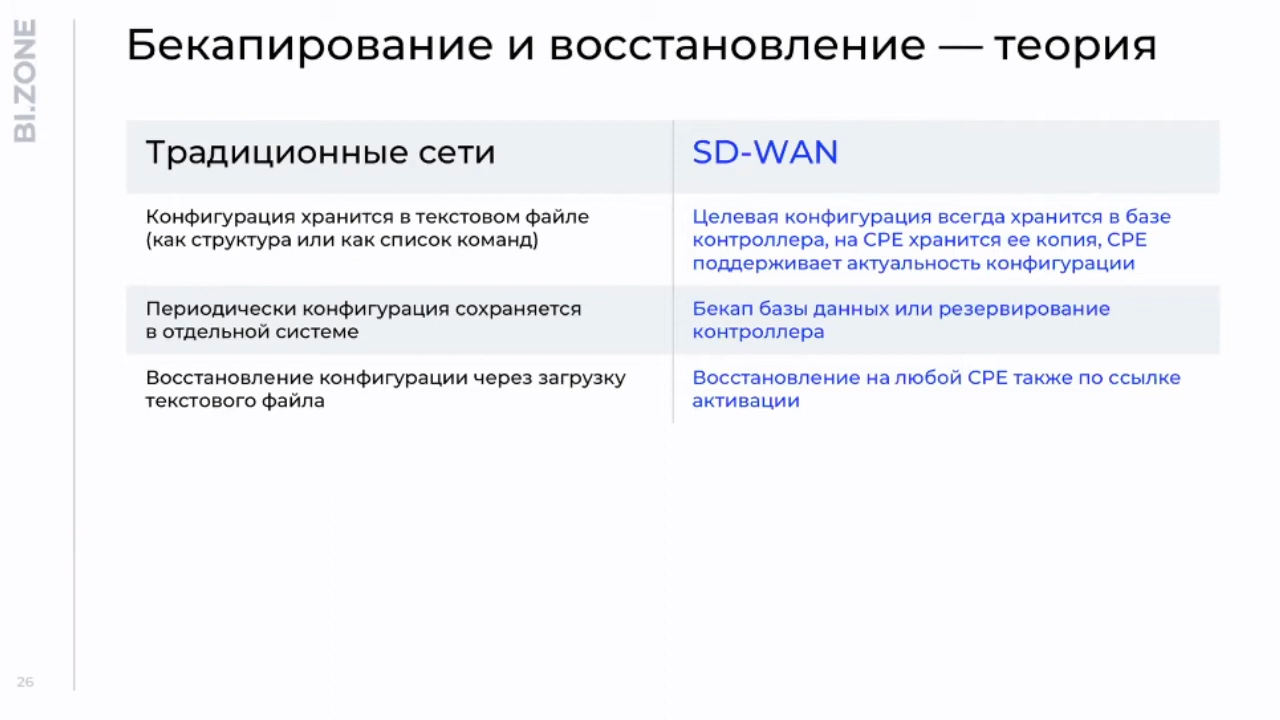 BI.ZONE
Бекапирование и восстановление — теория
Традиционные сети
SD-WAN
Конфигурация хранится в текстовом файле
(как структура или как список команд)
Целевая конфигурация всегда хранится в базе
контроллера, на CPE хранится ее копия, CPE
поддерживает актуальность конфигурации
Периодически конфигурация сохраняется
в отдельной системе
Бекап базы данных или резервирование
контроллера
Восстановление конфигурации через загрузку
текстового файла
Восстановление на любой CPE также по ссылке
активации
26